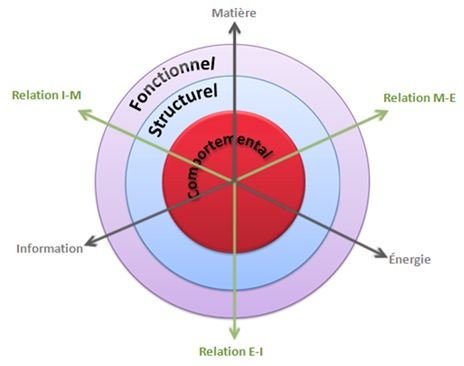 Matière
Fonctionnel
Structurel
Comportemental
Relation I-M
Relation M-E
Information
Énergie
Relation E-I